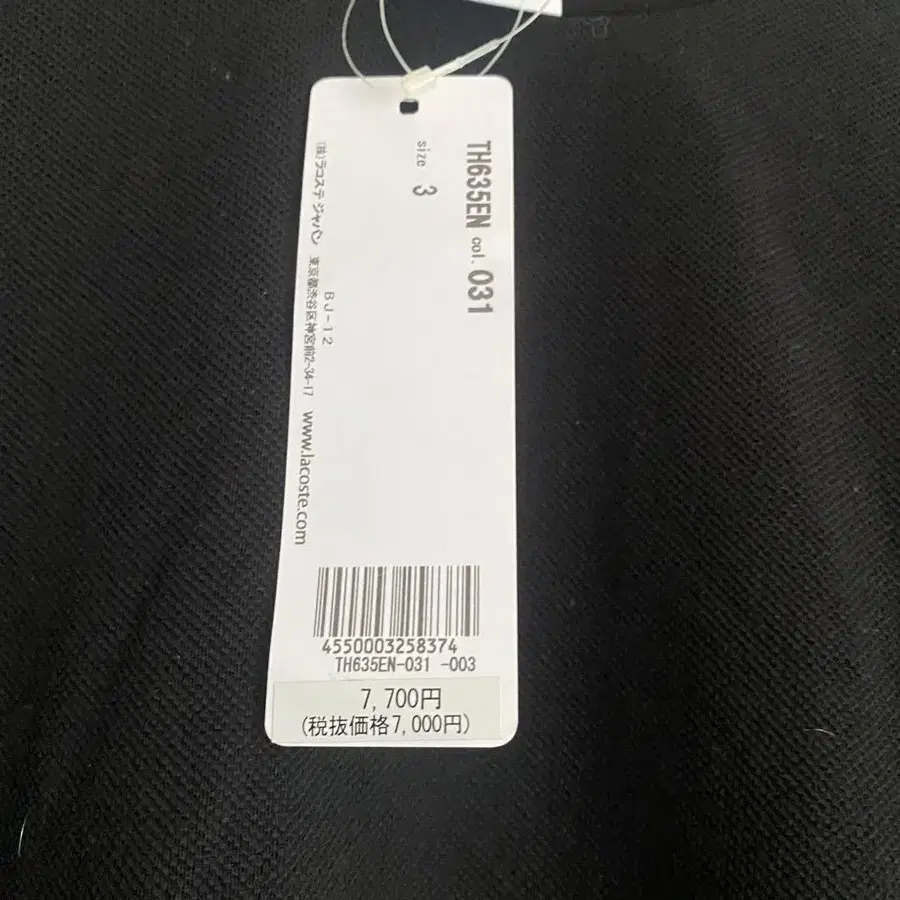 TH635EN col. 031
size 3
BJ-12
(株)ラコステ ジャパン 東京都渋谷区神宮前2-34-17 www.lacoste.com
4550003258374
TH635EN-031 -003
7,700円
(税抜価格7,000円)